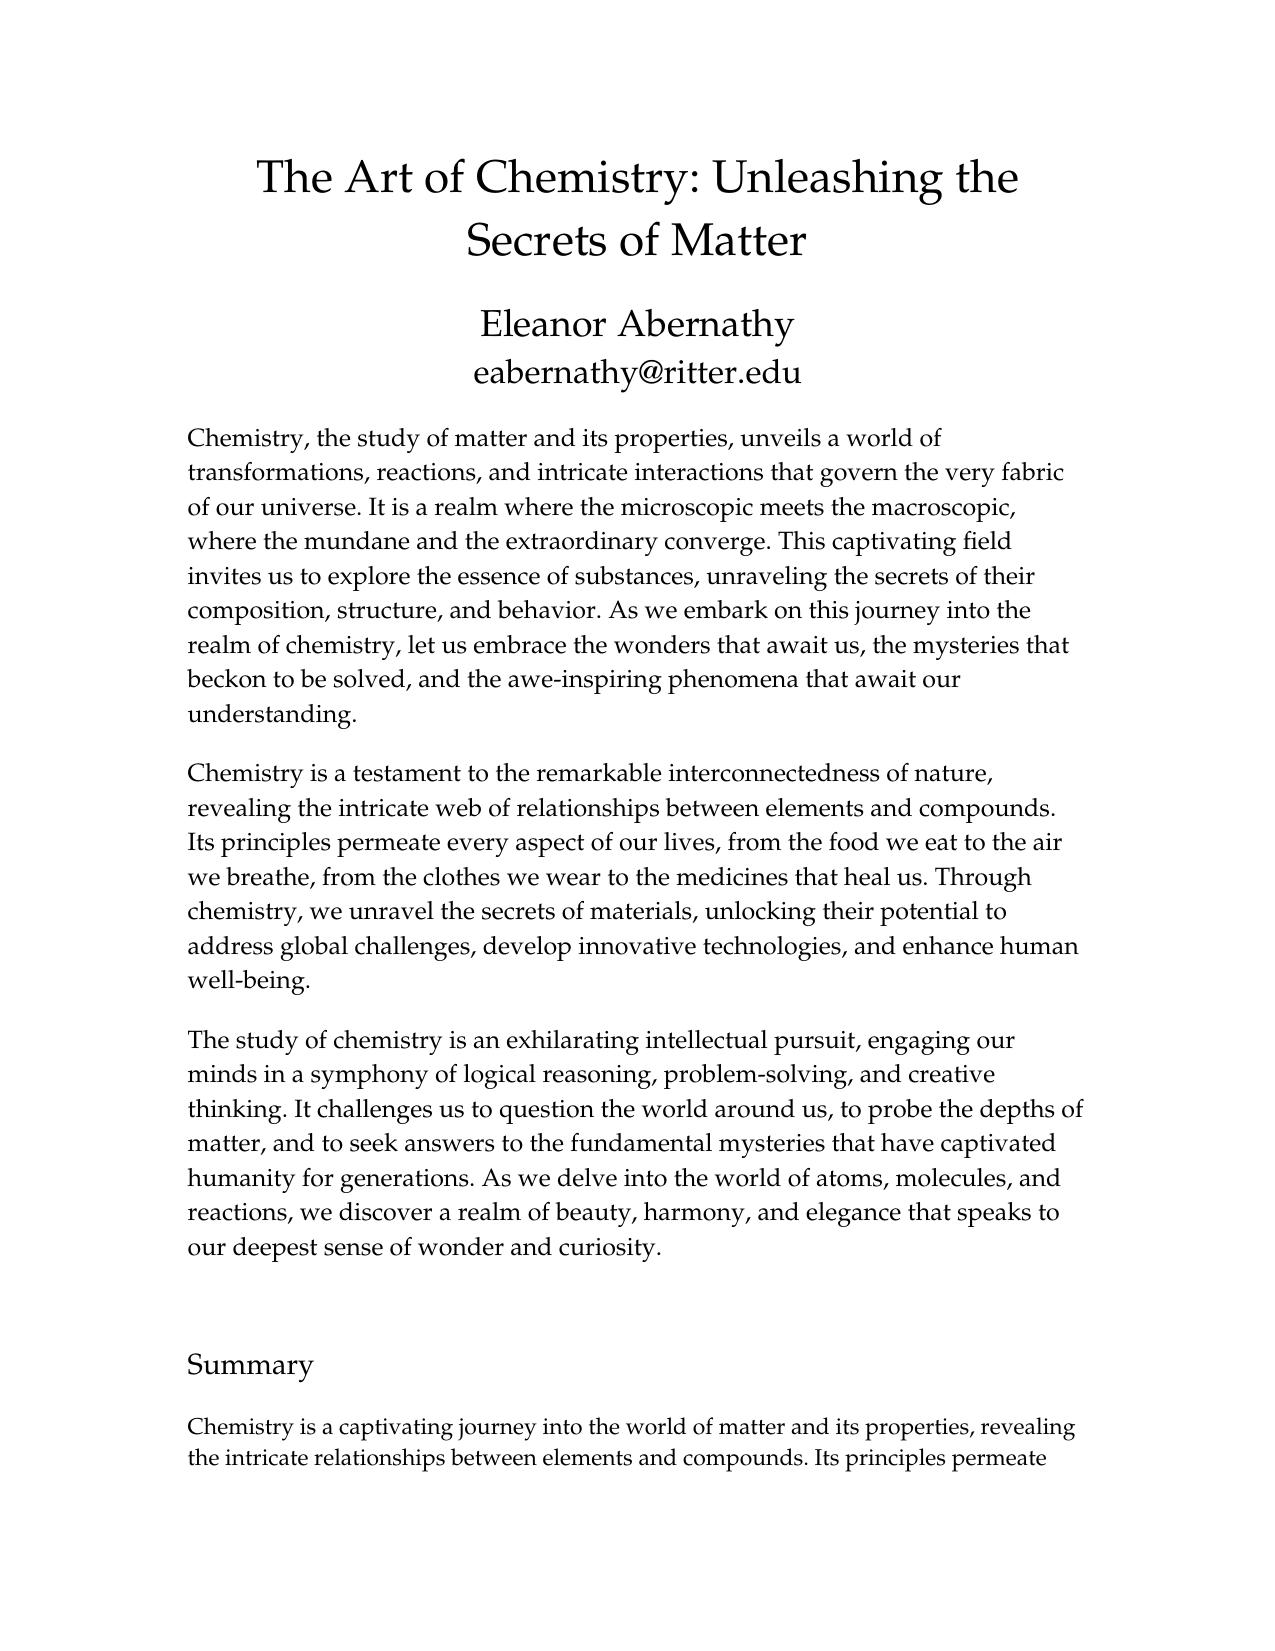 The Art of Chemistry: Unleashing the
Secrets of Matter
Eleanor Abernathy
eabernathy@ritter.edu
Chemistry, the study of matter and its properties, unveils a world of
transformations, reactions, and intricate interactions that govern the very fabric
of our universe. It is a realm where the microscopic meets the macroscopic,
where the mundane and the extraordinary converge. This captivating field
invites us to explore the essence of substances, unraveling the secrets of their
composition, structure, and behavior. As we embark on this journey into the
realm of chemistry, let us embrace the wonders that await us, the mysteries that
beckon to be solved, and the awe-inspiring phenomena that await our
understanding.
Chemistry is a testament to the remarkable interconnectedness of nature,
revealing the intricate web of relationships between elements and compounds.
Its principles permeate every aspect of our lives, from the food we eat to the air
we breathe, from the clothes we wear to the medicines that heal us. Through
chemistry, we unravel the secrets of materials, unlocking their potential to
address global challenges, develop innovative technologies, and enhance human
well-being.
The study of chemistry is an exhilarating intellectual pursuit, engaging our
minds in a symphony of logical reasoning, problem-solving, and creative
thinking. It challenges us to question the world around us, to probe the depths of
matter, and to seek answers to the fundamental mysteries that have captivated
humanity for generations. As we delve into the world of atoms, molecules, and
reactions, we discover a realm of beauty, harmony, and elegance that speaks to
our deepest sense of wonder and curiosity.
Summary
Chemistry is a captivating journey into the world of matter and its properties, revealing
the intricate relationships between elements and compounds. Its principles permeate